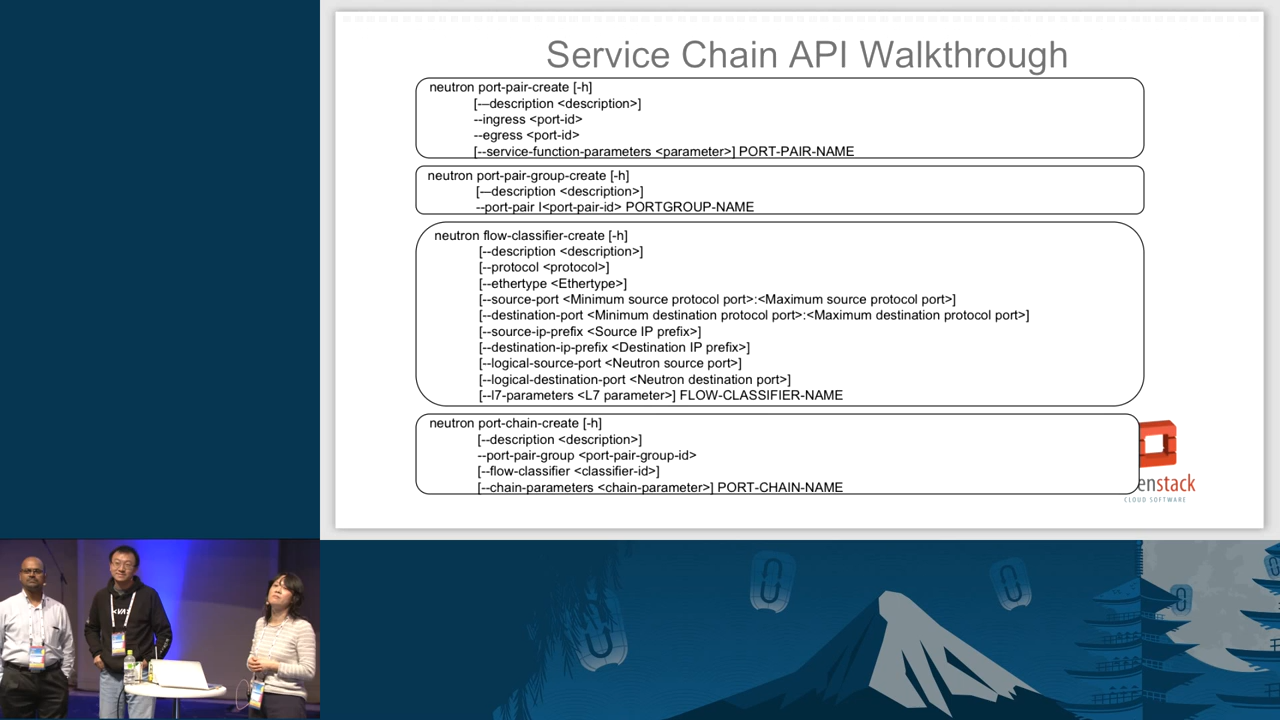 Service Chain API Walkthrough
neutron port-pair-create [-h]
[-–description <description>]
--ingress <port-id>
--egress <port-id>
[--service-function-parameters <parameter>] PORT-PAIR-NAME
neutron port-pair-group-create [-h]
[-–description <description>]
--port-pair l<port-pair-id> PORTGROUP-NAME
neutron flow-classifier-create [-h]
[--description <description>]
[--protocol <protocol>]
[--ethertype <Ethertype>]
[--source-port <Minimum source protocol port>:<Maximum source protocol port>]
[--destination-port <Minimum destination protocol port>:<Maximum destination protocol port>]
[--source-ip-prefix <Source IP prefix>]
[--destination-ip-prefix <Destination IP prefix>]
[--logical-source-port <Neutron source port>]
[--logical-destination-port <Neutron destination port>]
[--l7-parameters <L7 parameter>] FLOW-CLASSIFIER-NAME
neutron port-chain-create [-h]
[--description <description>]
--port-pair-group <port-pair-group-id>
[--flow-classifier <classifier-id>]
[--chain-parameters <chain-parameter>] PORT-CHAIN-NAME
enstack
CLOUD SOFTWARE